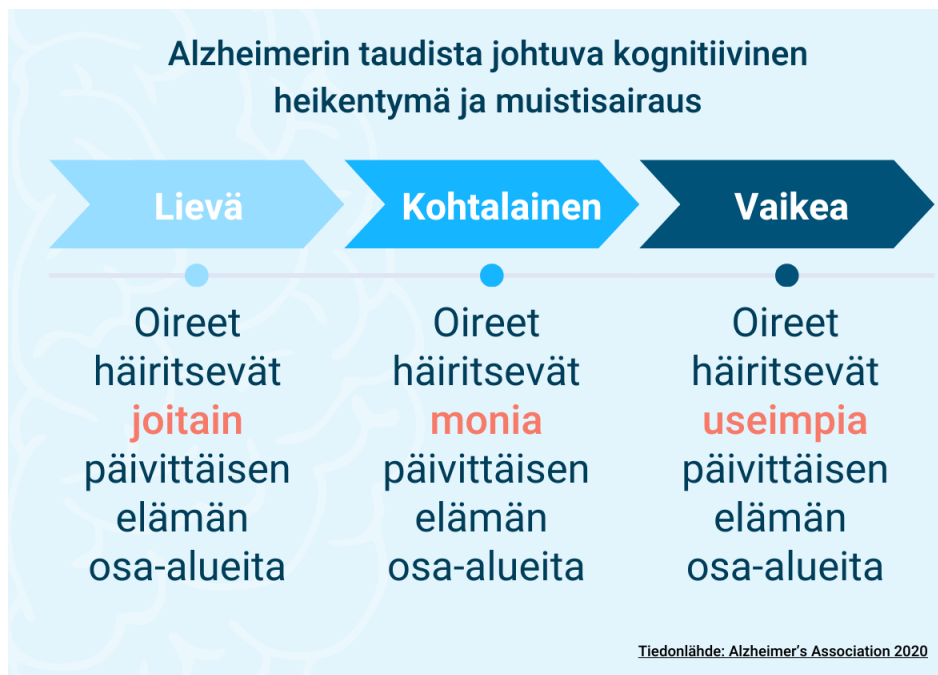 Alzheimerin taudista johtuva kognitiivinen
heikentymä ja muistisairaus
Lievä
Kohtalainen
Vaikea
Oireet
häiritsevät
joitain
päivittäisen
elämän
osa-alueita
Oireet
häiritsevät
monia
päivittäisen
elämän
osa-alueita
Oireet
häiritsevät
useimpia
päivittäisen
elämän
osa-alueita
Tiedonlähde: Alzheimer’s Association 2020